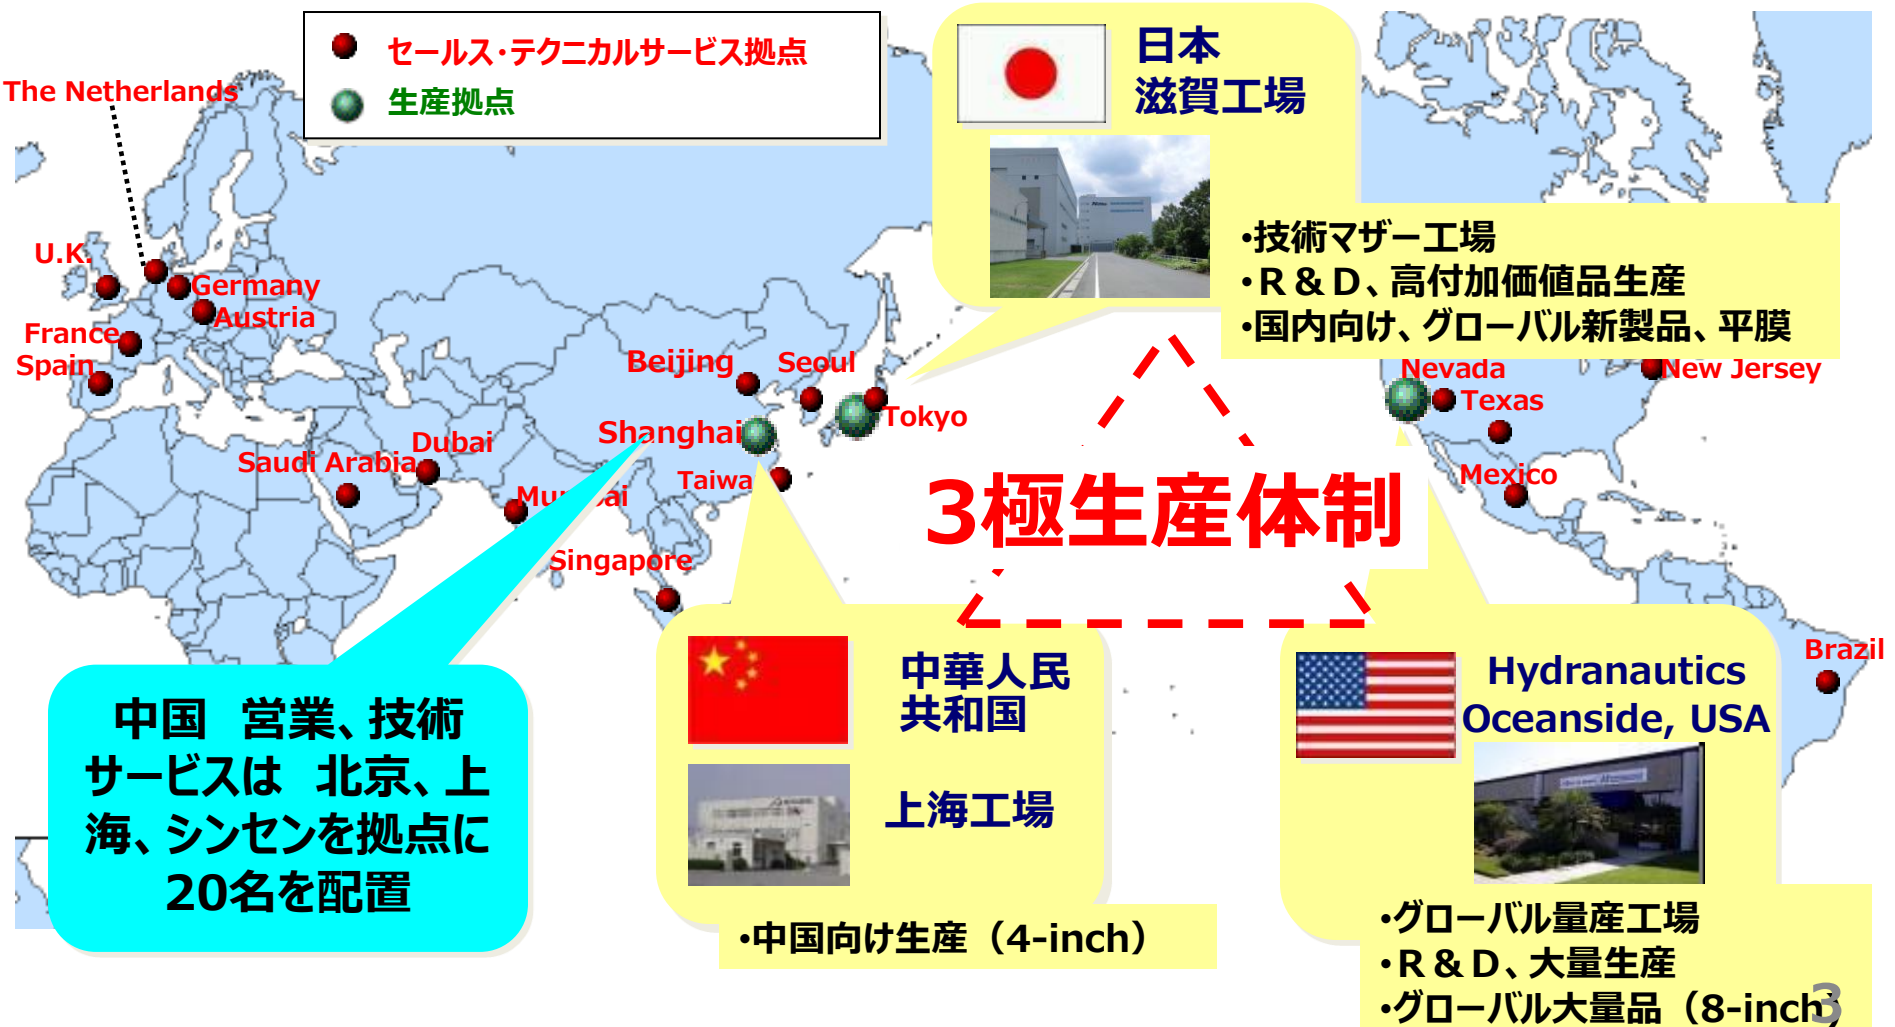 セールス・テクニカルサービス拠点
生産拠点
The Netherlands
U.K.
Germany
Austria
France
Spain
Beijing
Seoul
Shanghai
Tokyo
Dubai
Saudi Arabia
Taiwa
Singapore
日本
滋賀工場
・技術マザー工場
・R&D、高付加価値品生産
・国内向け、グローバル新製品、平膜
Nevada
New Jersey
Texas
Mexico
Brazil
3極生産体制
中国 営業、技術
サービスは 北京、上
海、シンセンを拠点に
20名を配置
中華人民
共和国
上海工場
・中国向け生産（4-inch）
Hydranautics
Oceanside, USA
・グローバル量産工場
・R&D、大量生産
・グローバル大量品（8-inch）
3